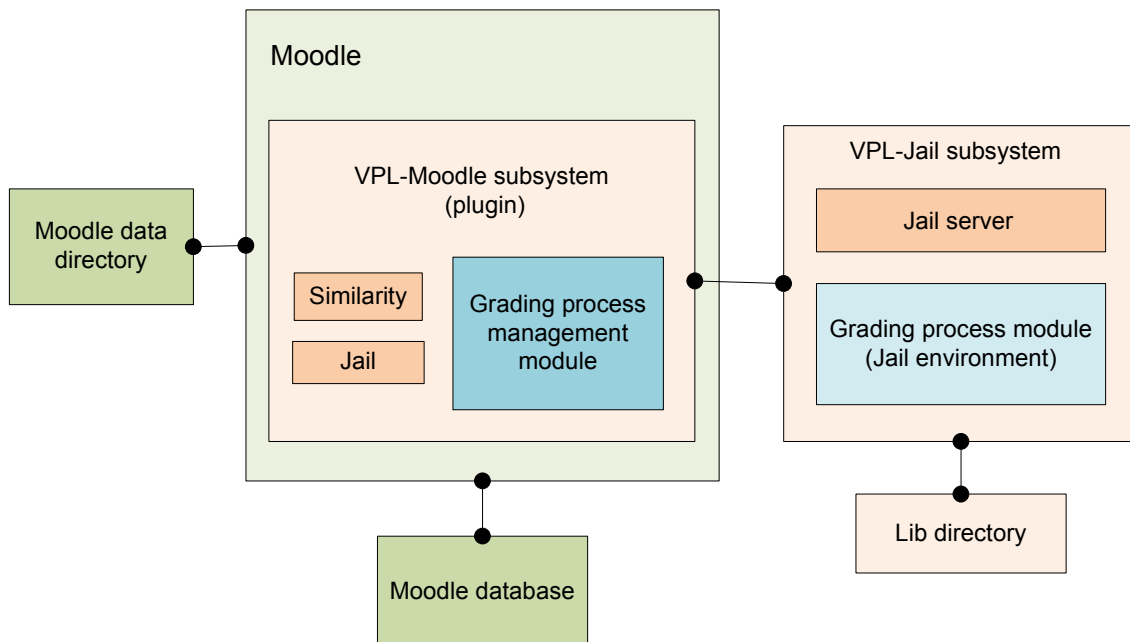 Moodle
VPL-Moodle subsystem
(plugin)
Similarity
Jail
Grading process
management
module
Moodle data
directory
Moodle database
VPL-Jail subsystem
Jail server
Grading process module
(Jail environment)
Lib directory